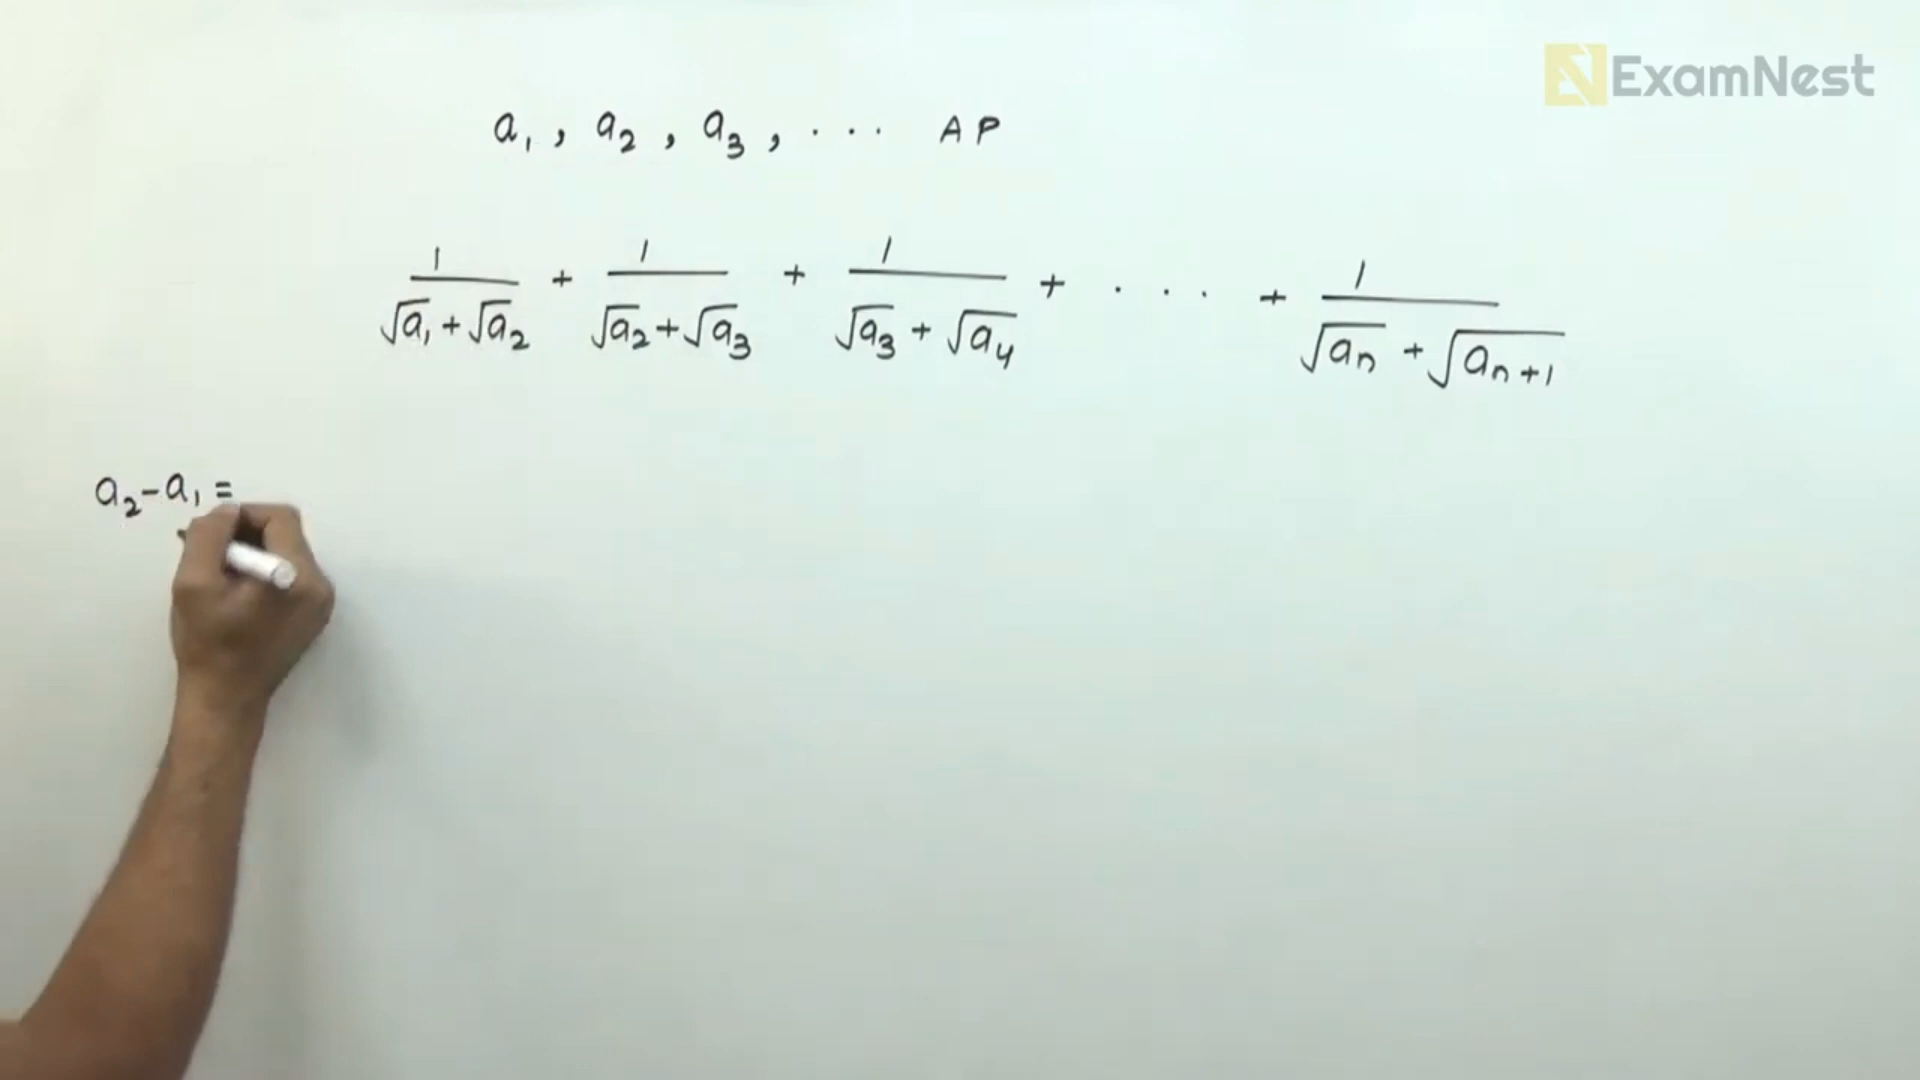 ExamNest
a₁, a₂, a₃, ... AP
1/(√a₁+√a₂) + 1/(√a₂+√a₃) + 1/(√a₃+√a₄) + ... + 1/(√aₙ+√aₙ₊₁)
a₂-a₁=